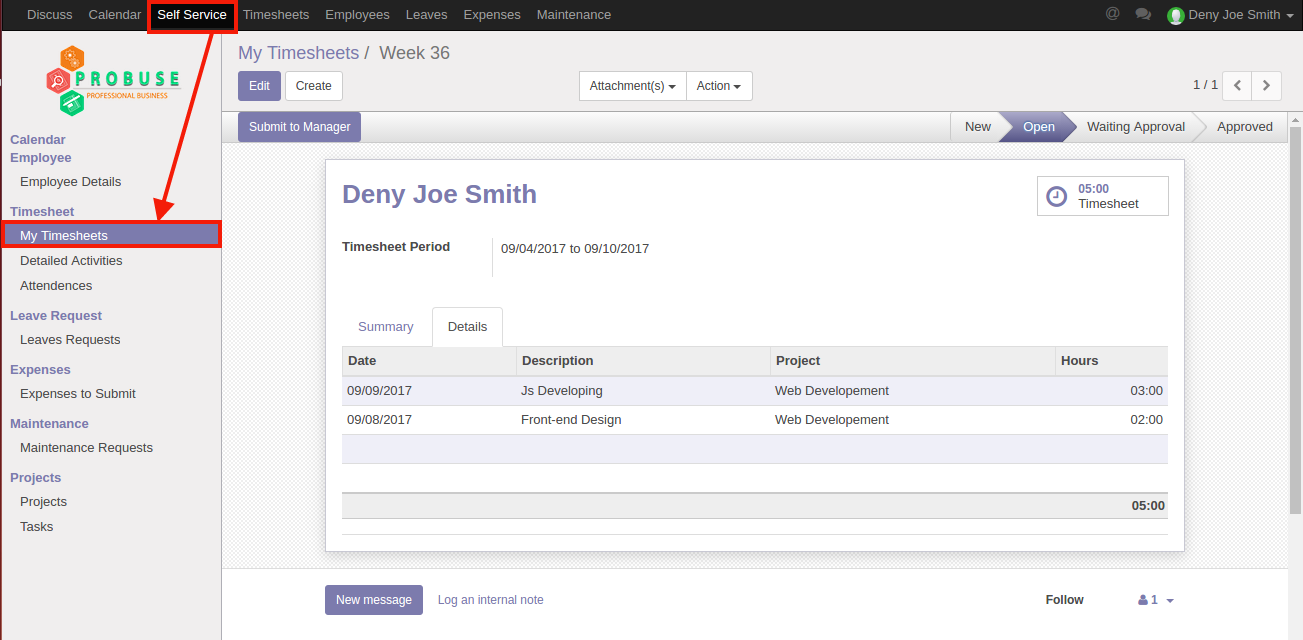 Discuss Calendar Self Service Timesheets Employees Leaves Expenses Maintenance @ Deny Joe Smith
PROBUSE
PROFESSIONAL BUSINESS
Calendar
Employee
Employee Details
Timesheet
My Timesheets
Detailed Activities
Attendences
Leave Request
Leaves Requests
Expenses
Expenses to Submit
Maintenance
Maintenance Requests
Projects
Projects
Tasks
My Timesheets / Week 36
Edit Create Attachment(s) Action 1 / 1
Submit to Manager New Open Waiting Approval Approved
Deny Joe Smith
05:00
Timesheet
Timesheet Period 09/04/2017 to 09/10/2017
Summary Details
Date Description Project Hours
09/09/2017 Js Developing Web Developement 03:00
09/08/2017 Front-end Design Web Developement 02:00
05:00
New message Log an internal note Follow 1